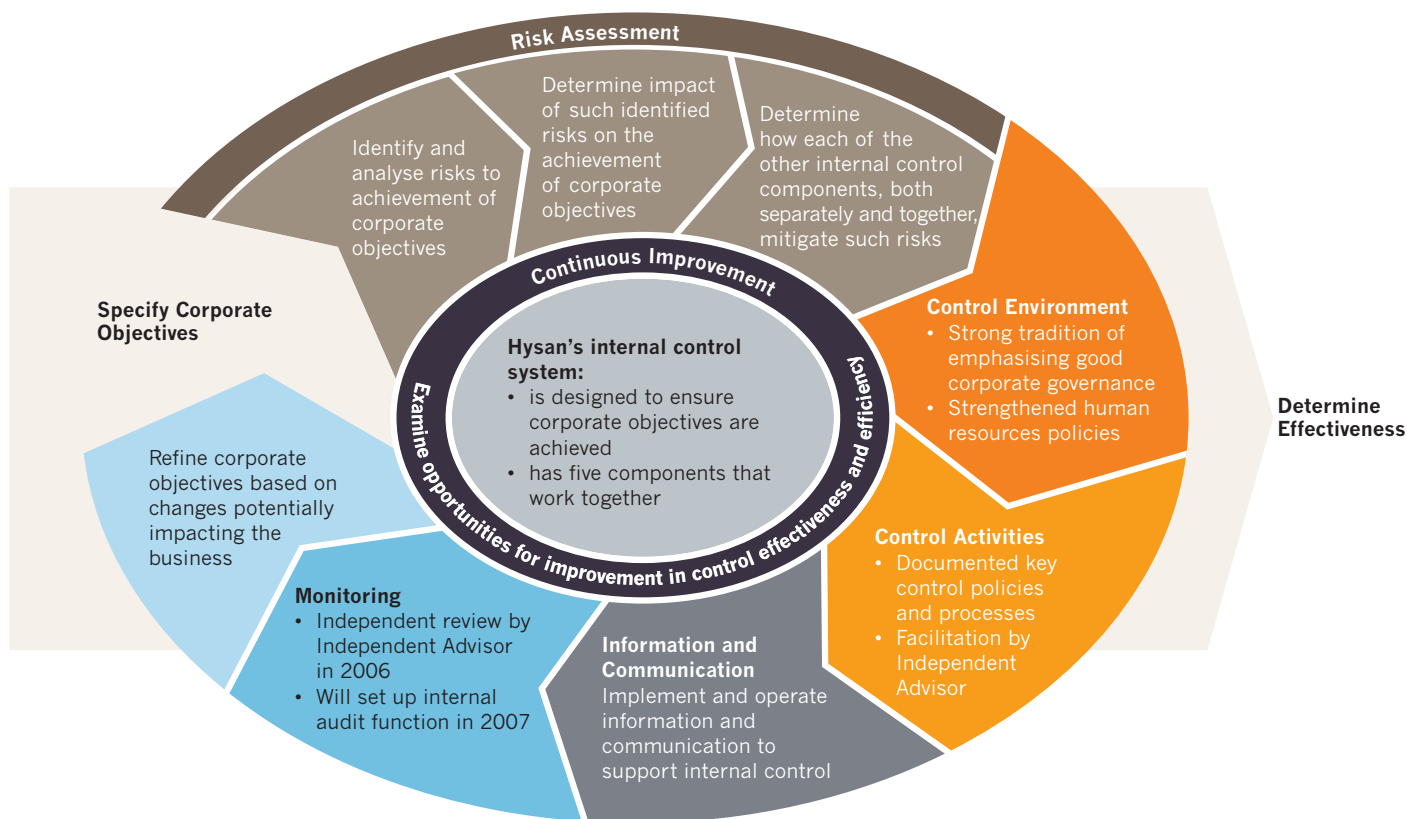 Risk Assessment
Identify and
analyse risks to
achievement of
corporate
objectives
Determine impact
of such identified
risks on the
achievement
of corporate
objectives
Determine
how each of the
other internal control
components, both
separately and together,
mitigate such risks
Specify Corporate
Objectives
Continuous Improvement
Hysan's internal control
system:
• is designed to ensure
corporate objectives are
achieved
• has five components that
work together
Examine opportunities for improvement in control effectiveness and efficiency
Control Environment
• Strong tradition of
emphasising good
corporate governance
• Strengthened human
resources policies
Determine
Effectiveness
Control Activities
• Documented key
control policies
and processes
• Facilitation by
Independent
Advisor
Information and
Communication
Implement and operate
information and
communication to
support internal control
Monitoring
• Independent review by
Independent Advisor
in 2006
• Will set up internal
audit function in 2007
Refine corporate
objectives based on
changes potentially
impacting the
business